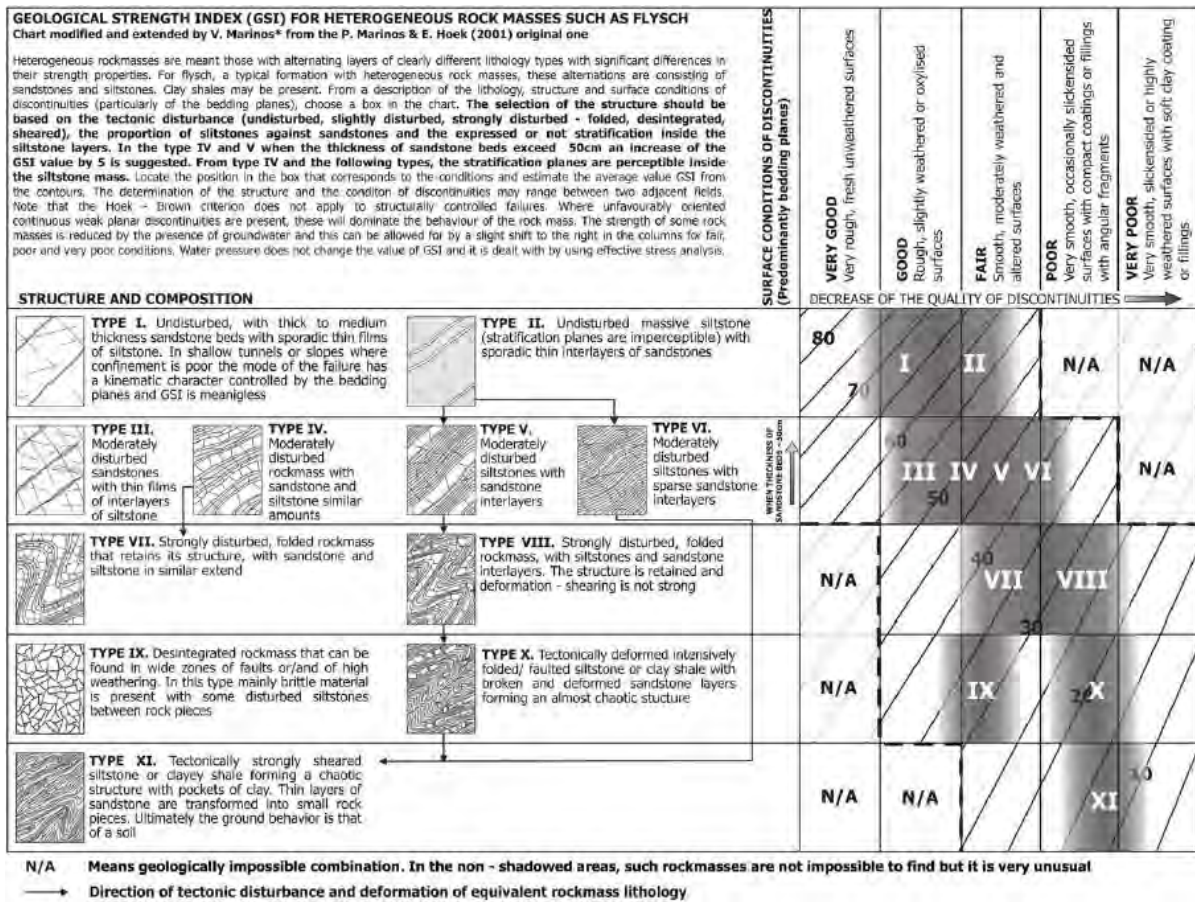 GEOLOGICAL STRENGTH INDEX (GSI) FOR HETEROGENEOUS ROCK MASSES SUCH AS FLYSCH
Chart modified and extended by V. Marinos* from the P. Marinos & E. Hoek (2001) original one
Heterogeneous rockmasses are meant those with alternating layers of clearly different lithology types with significant differences in
their strength properties. For flysch, a typical formation with heterogeneous rock masses, these alternations are consisting of
sandstones and siltstones. Clay shales may be present. From a description of the lithology, structure and surface conditions of
discontinuities (particularly of the bedding planes), choose a box in the chart. The selection of the structure should be
based on the tectonic disturbance (undisturbed, slightly disturbed, strongly disturbed - folded, desintegrated,
sheared), the proportion of slitstones against sandstones and the expressed or not stratification inside the
siltstone layers. In the type IV and V when the thickness of sandstone beds exceed 50cm an increase of the
GSI value by 5 is suggested. From type IV and the following types, the stratification planes are perceptible inside
the siltstone mass. Locate the position in the box that corresponds to the conditions and estimate the average value GSI from
the contours. The determination of the structure and the conditon of discontinuities may range between two adjacent fields.
Note that the Hoek – Brown criterion does not apply to structurally controlled failures. Where unfavourably oriented
continuous weak planar discontinuities are present, these will dominate the behaviour of the rock mass. The strength of some rock
masses is reduced by the presence of groundwater and this can be allowed for by a slight shift to the right in the columns for fair,
poor and very poor conditions. Water pressure does not change the value of GSI and it is dealt with by using effective stress analysis.
STRUCTURE AND COMPOSITION
SURFACE CONDITIONS OF DISCONTINUITIES
(Predominantly bedding planes)
VERY GOOD
Very rough, fresh unweathered surfaces
GOOD
Rough, slightly weathered or oxylised
surfaces
FAIR
Smooth, moderately weathered and
altered surfaces
POOR
Very smooth, occasionally slickensided
surfaces with compact coatings or fillings
with angular fragments
VERY POOR
Very smooth, slickensided or highly
weathered surfaces with soft clay coating
or fillings
DECREASE OF THE QUALITY OF DISCONTINUITIES
TYPE I. Undisturbed, with thick to medium
thickness sandstone beds with sporadic thin films
of siltstone. In shallow tunnels or slopes where
confinement is poor the mode of the failure has
a kinematic character controlled by the bedding
planes and GSI is meanigless
TYPE II. Undisturbed massive siltstone
(stratification planes are imperceptible) with
sporadic thin interlayers of sandstones
80
70
I
II
N/A
N/A
TYPE III.
Moderately
disturbed
sandstones
with thin films
of interlayers
of siltstone
TYPE IV.
Moderately
disturbed
rockmass with
sandstone and
siltstone similar
amounts
TYPE V.
Moderately
disturbed
siltstones with
sandstone
interlayers
TYPE VI.
Moderately
disturbed
siltstones with
sparse sandstone
interlayers
WHEN THICKNESS OF
SANDSTONE BEDS >50cm
60
III IV V VI
50
N/A
TYPE VII. Strongly disturbed, folded rockmass
that retains its structure, with sandstone and
siltstone in similar extend
TYPE VIII. Strongly disturbed, folded
rockmass, with siltstones and sandstone
interlayers. The structure is retained and
deformation - shearing is not strong
N/A
40
VII
VIII
30
TYPE IX. Desintegrated rockmass that can be
found in wide zones of faults or/and of high
weathering. In this type mainly brittle material
is present with some disturbed siltstones
between rock pieces
TYPE X. Tectonically deformed intensively
folded/ faulted siltstone or clay shale with
broken and deformed sandstone layers
forming an almost chaotic stucture
N/A
IX
20
X
TYPE XI. Tectonically strongly sheared
siltstone or clayey shale forming a chaotic
structure with pockets of clay. Thin layers of
sandstone are transformed into small rock
pieces. Ultimately the ground behavior is that
of a soil
N/A
N/A
10
XI
N/A Means geologically impossible combination. In the non - shadowed areas, such rockmasses are not impossible to find but it is very unusual
Direction of tectonic disturbance and deformation of equivalent rockmass lithology